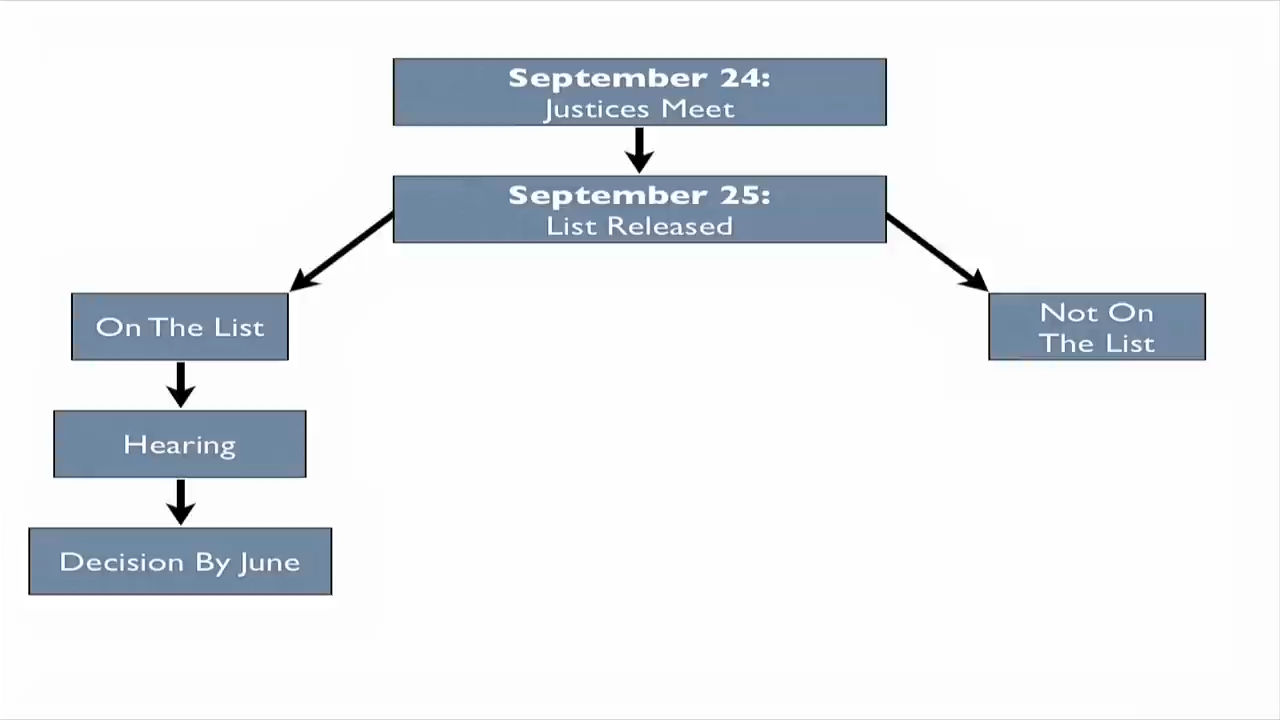 September 24:
Justices Meet
September 25:
List Released
On The List
Not On
The List
Hearing
Decision By June